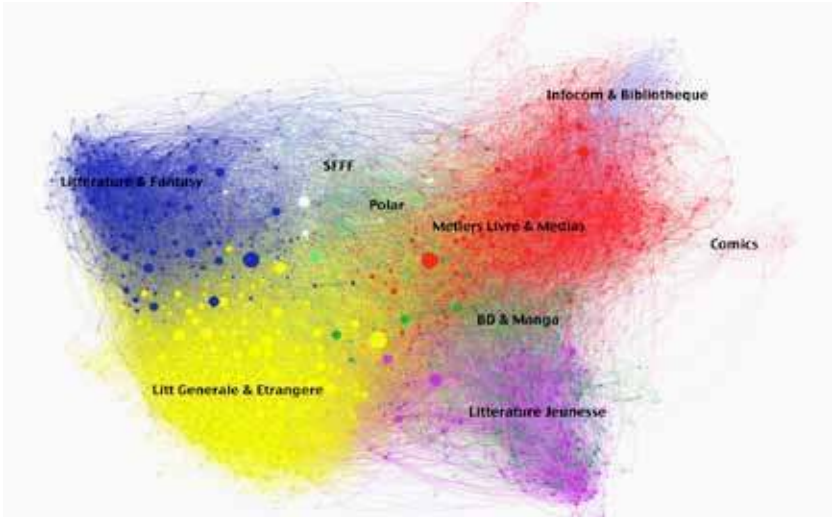 Infocom & Bibliotheque
SFFF
Litterature & Fantasy
Polar
Metiers Livre & Medias
Comics
BD & Manga
Litt Generale & Etrangere
Litterature Jeunesse